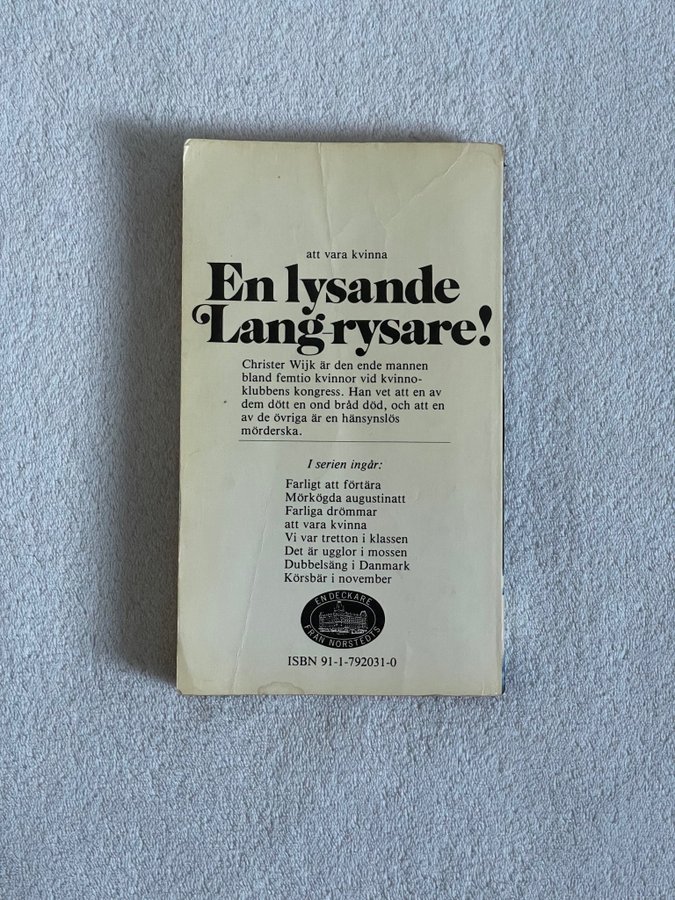 att vara kvinna
En lysande
Lang-rysare!
Christer Wijk är den ende mannen
bland femtio kvinnor vid kvinno-
klubbens kongress. Han vet att en av
dem dött en ond bråd död, och att en
av de övriga är en hänsynslös
mörderska.
I serien ingår:
Farligt att förtära
Mörkögda augustinatt
Farliga drömmar
att vara kvinna
Vi var tretton i klassen
Det är ugglor i mossen
Dubbelsäng i Danmark
Körsbär i november
EN DECKARE
FRÅN NORSTEDTS
ISBN 91-1-792031-0